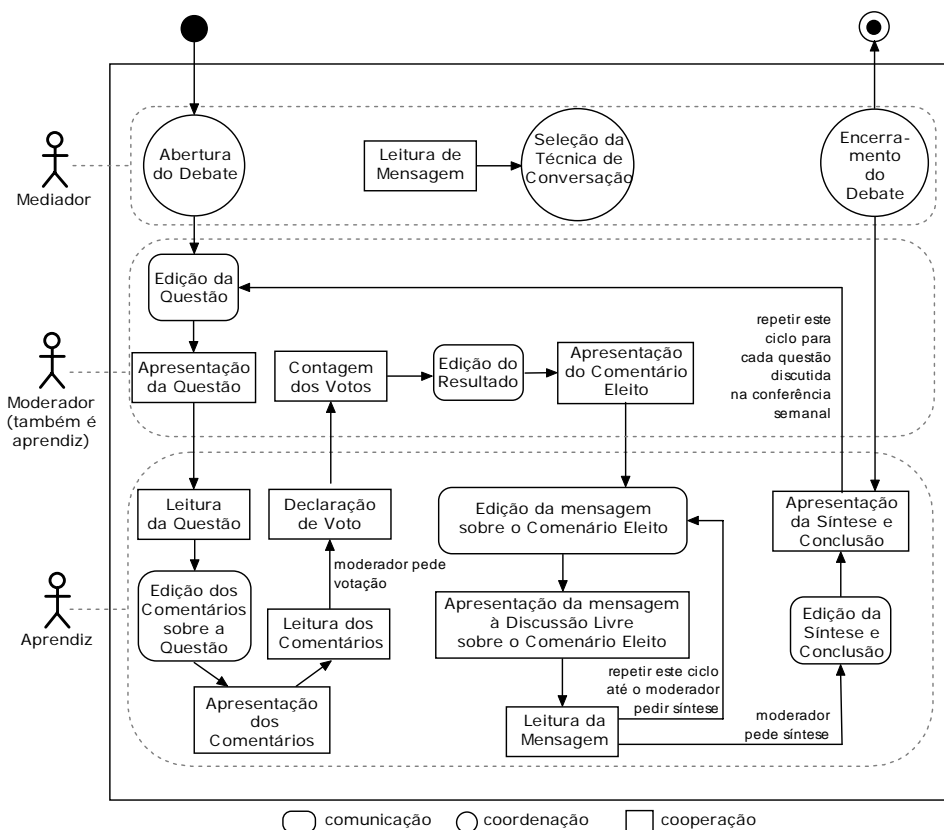 Mediador
Abertura
do Debate
Leitura de
Mensagem
Seleção da
Técnica de
Conversação
Encerra-
mento
do
Debate
Moderador
(também é
aprendiz)
Edição da
Questão
Apresentação
da Questão
Contagem
dos Votos
Edição do
Resultado
Apresentação
do Comentário
Eleito
repetir este
ciclo para
cada questão
discutida
na conferência
semanal
Aprendiz
Leitura
da Questão
Edição dos
Comentários
sobre a
Questão
Apresentação
dos
Comentários
Leitura dos
Comentários
moderador pede
votação
Declaração
de Voto
Edição da mensagem
sobre o Comenário Eleito
Apresentação da mensagem
à Discussão Livre
sobre o Comenário Eleito
Leitura da
Mensagem
repetir este ciclo
até o moderador
pedir síntese
moderador
pede síntese
Edição da
Síntese e
Conclusão
Apresentação
da Síntese e
Conclusão
comunicação
coordenação
cooperação